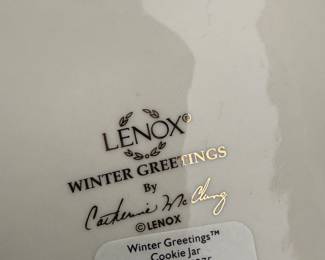 LENOX®
WINTER GREETINGS
By
Catherine McClung
©LENOX
Winter Greetings™
Cookie Jar